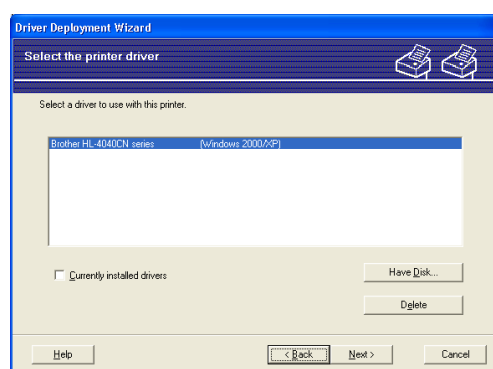 Driver Deployment Wizard
Select the printer driver
Select a driver to use with this printer.
Brother HL-4040CN series (Windows 2000/XP)
Currently installed drivers
Have Disk...
Delete
Help
< Back
Next >
Cancel